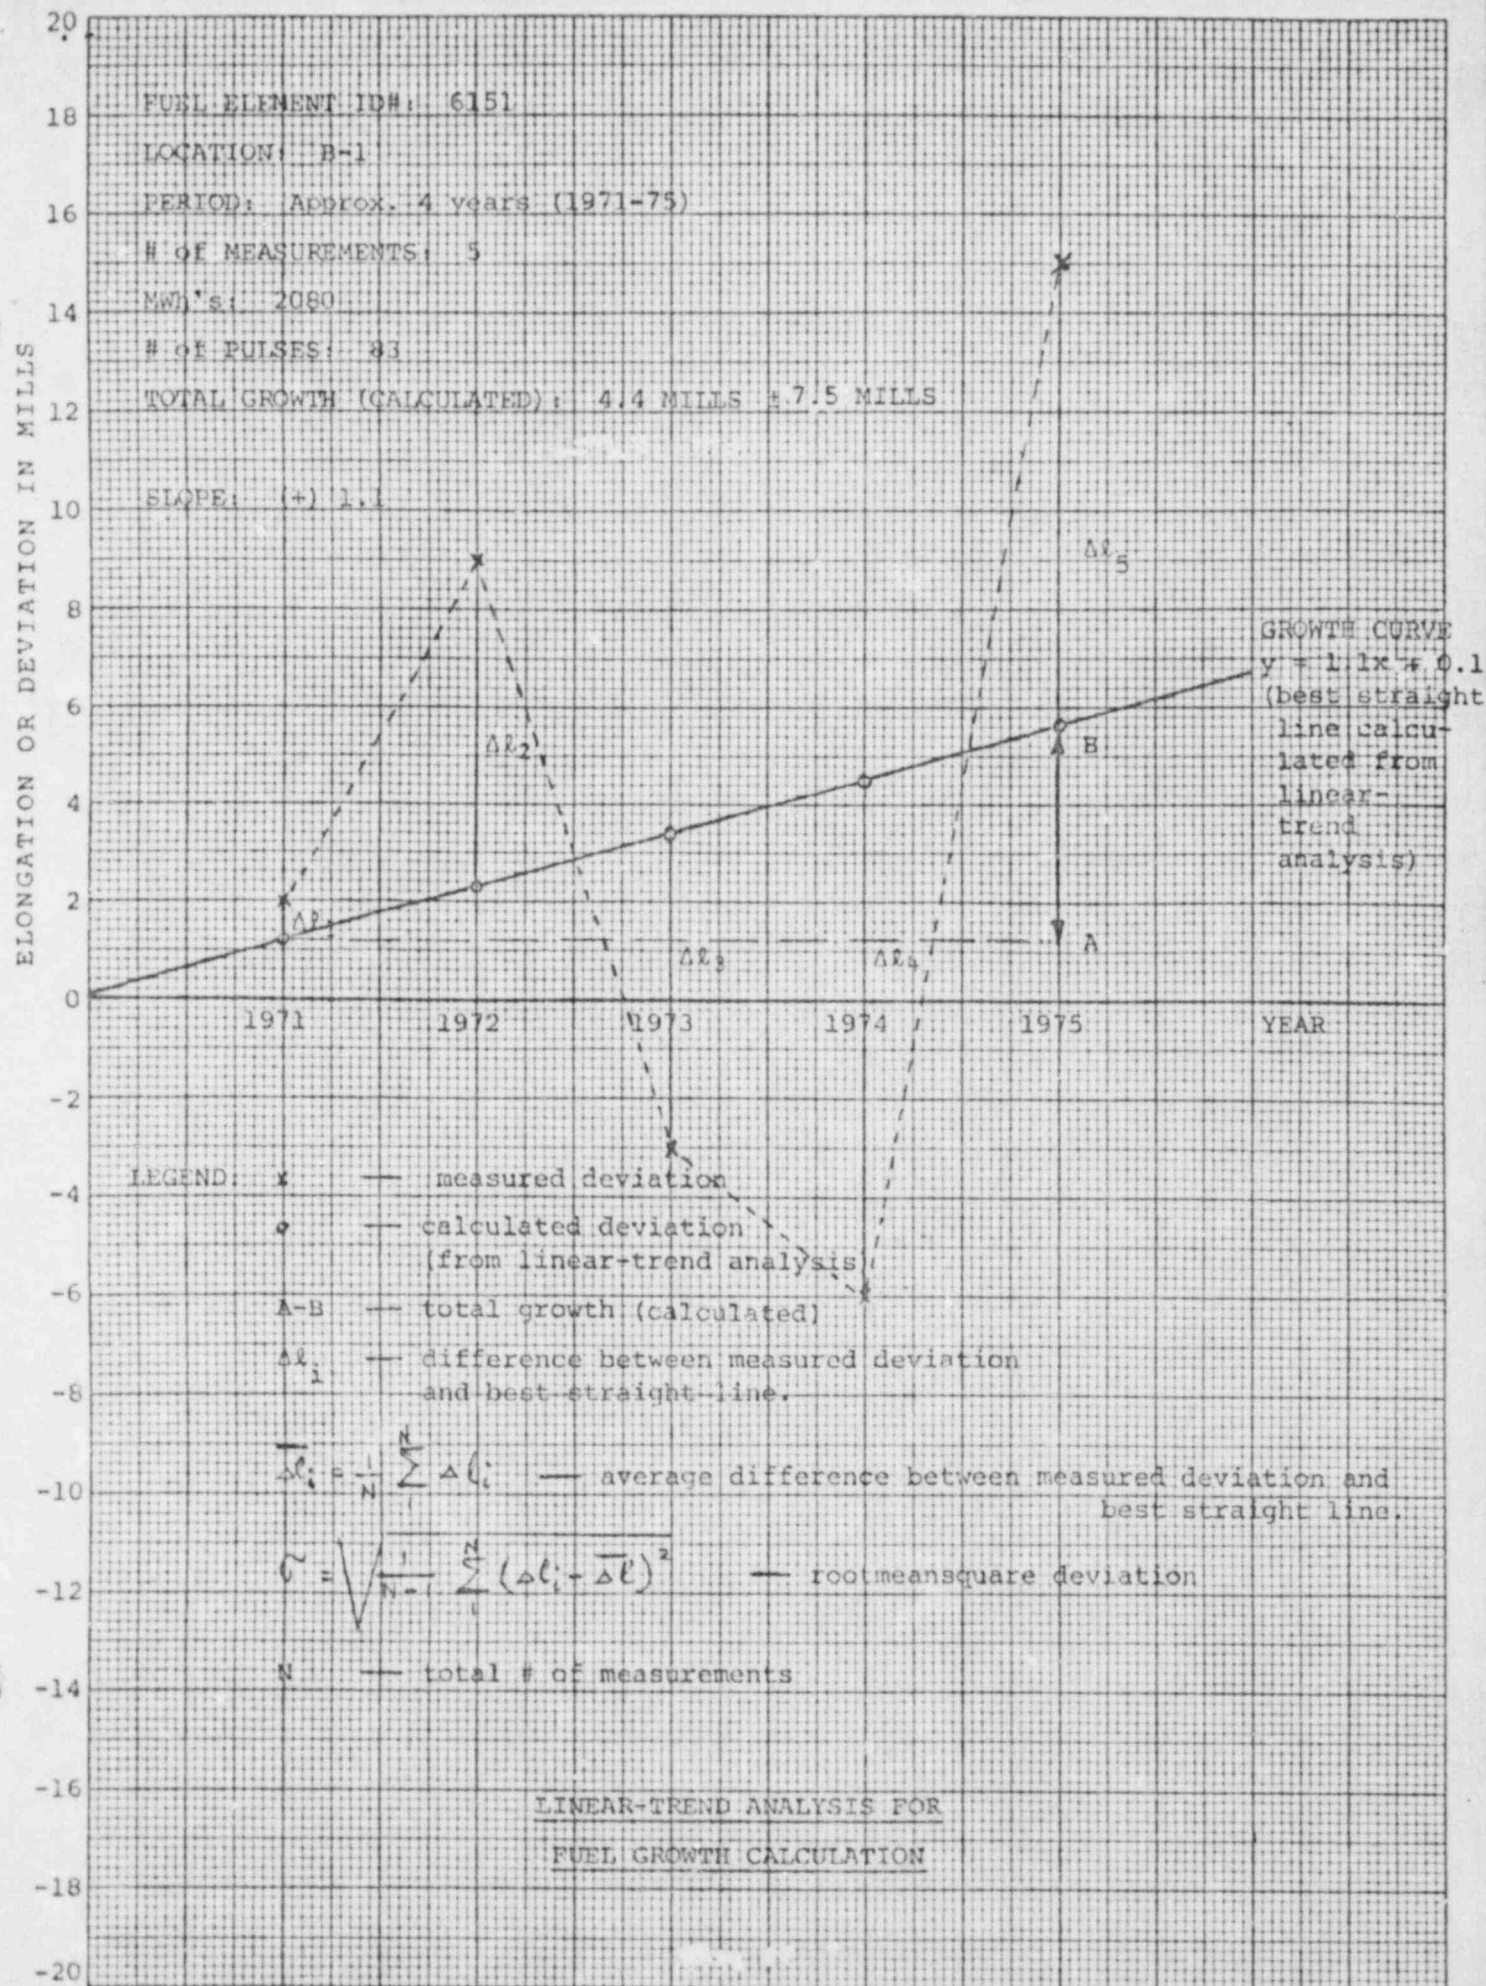 20
18
16
14
12
10
8
6
4
2
0
-2
-4
-6
-8
-10
-12
-14
-16
-18
-20
ELONGATION OR DEVIATION IN MILLS
FUEL ELEMENT ID#: 6151
LOCATION: B-1
PERIOD: Approx. 4 years (1971-75)
# of MEASUREMENTS: 5
MWh's: 2080
# of PULSES: 83
TOTAL GROWTH (CALCULATED): 4.4 MILLS ± 7.5 MILLS
SLOPE: (+) 1.1
Δℓ
Δℓ2
Δℓ3
Δℓ4
Δℓ5
B
A
GROWTH CURVE
y = 1.1x + 0.1
(best straight
line calcu-
lated from
linear-
trend
analysis)
1971 1972 1973 1974 1975 YEAR
LEGEND: x — measured deviation
o — calculated deviation
(from linear-trend analysis)
A-B — total growth (calculated)
Δℓi — difference between measured deviation
and best straight line.
Δℓ̅i = 1/N Σ1^N Δℓi — average difference between measured deviation and
best straight line.
σ = √(1/(N-1) Σ1^N (Δℓi - Δℓ̅)²) — rootmeansquare deviation
N — total # of measurements
LINEAR-TREND ANALYSIS FOR
FUEL GROWTH CALCULATION